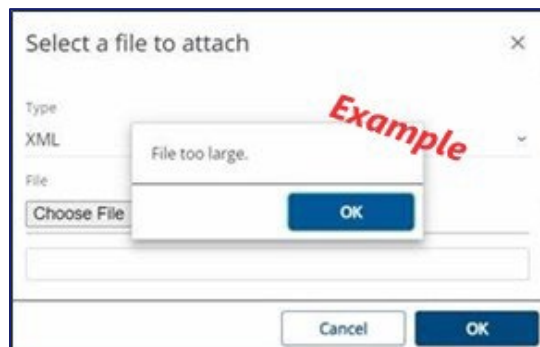 Select a file to attach
Type
Example
XML
File too large.
File
Choose File
OK
Cancel
OK